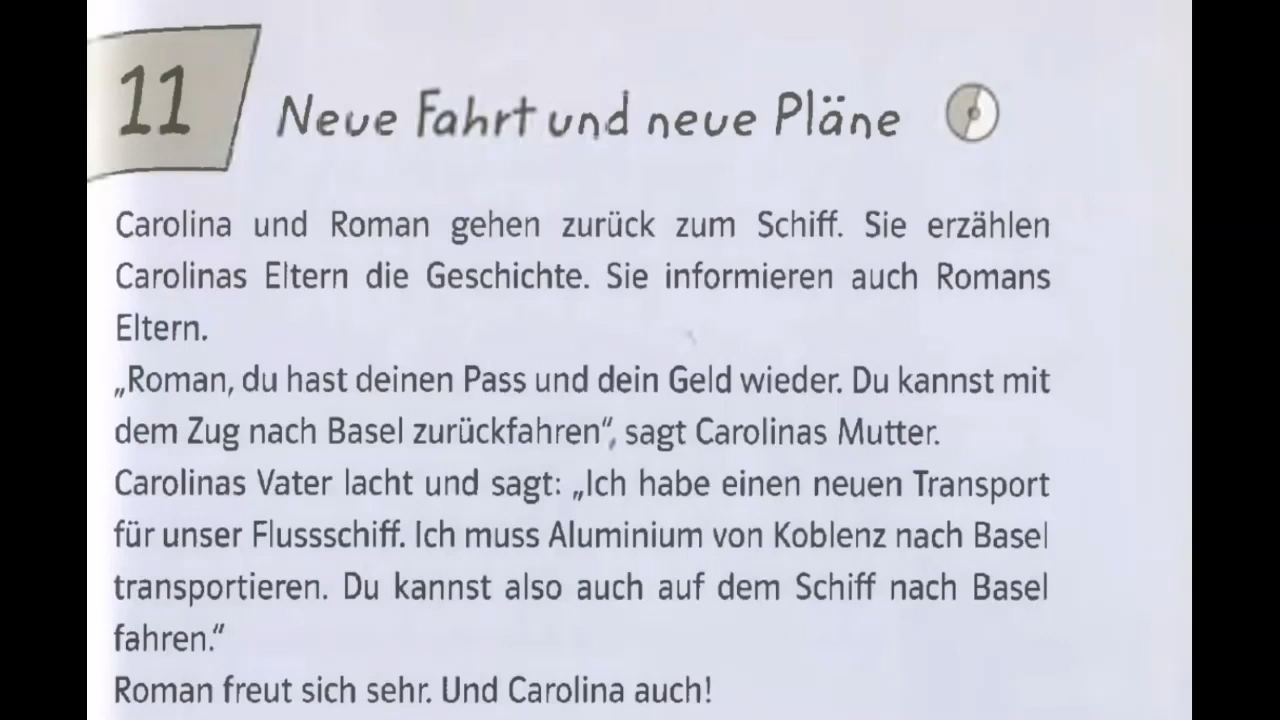 11
Neue Fahrt und neue Pläne
Carolina und Roman gehen zurück zum Schiff. Sie erzählen
Carolinas Eltern die Geschichte. Sie informieren auch Romans
Eltern.
„Roman, du hast deinen Pass und dein Geld wieder. Du kannst mit
dem Zug nach Basel zurückfahren“, sagt Carolinas Mutter.
Carolinas Vater lacht und sagt: „Ich habe einen neuen Transport
für unser Flussschiff. Ich muss Aluminium von Koblenz nach Basel
transportieren. Du kannst also auch auf dem Schiff nach Basel
fahren.“
Roman freut sich sehr. Und Carolina auch!